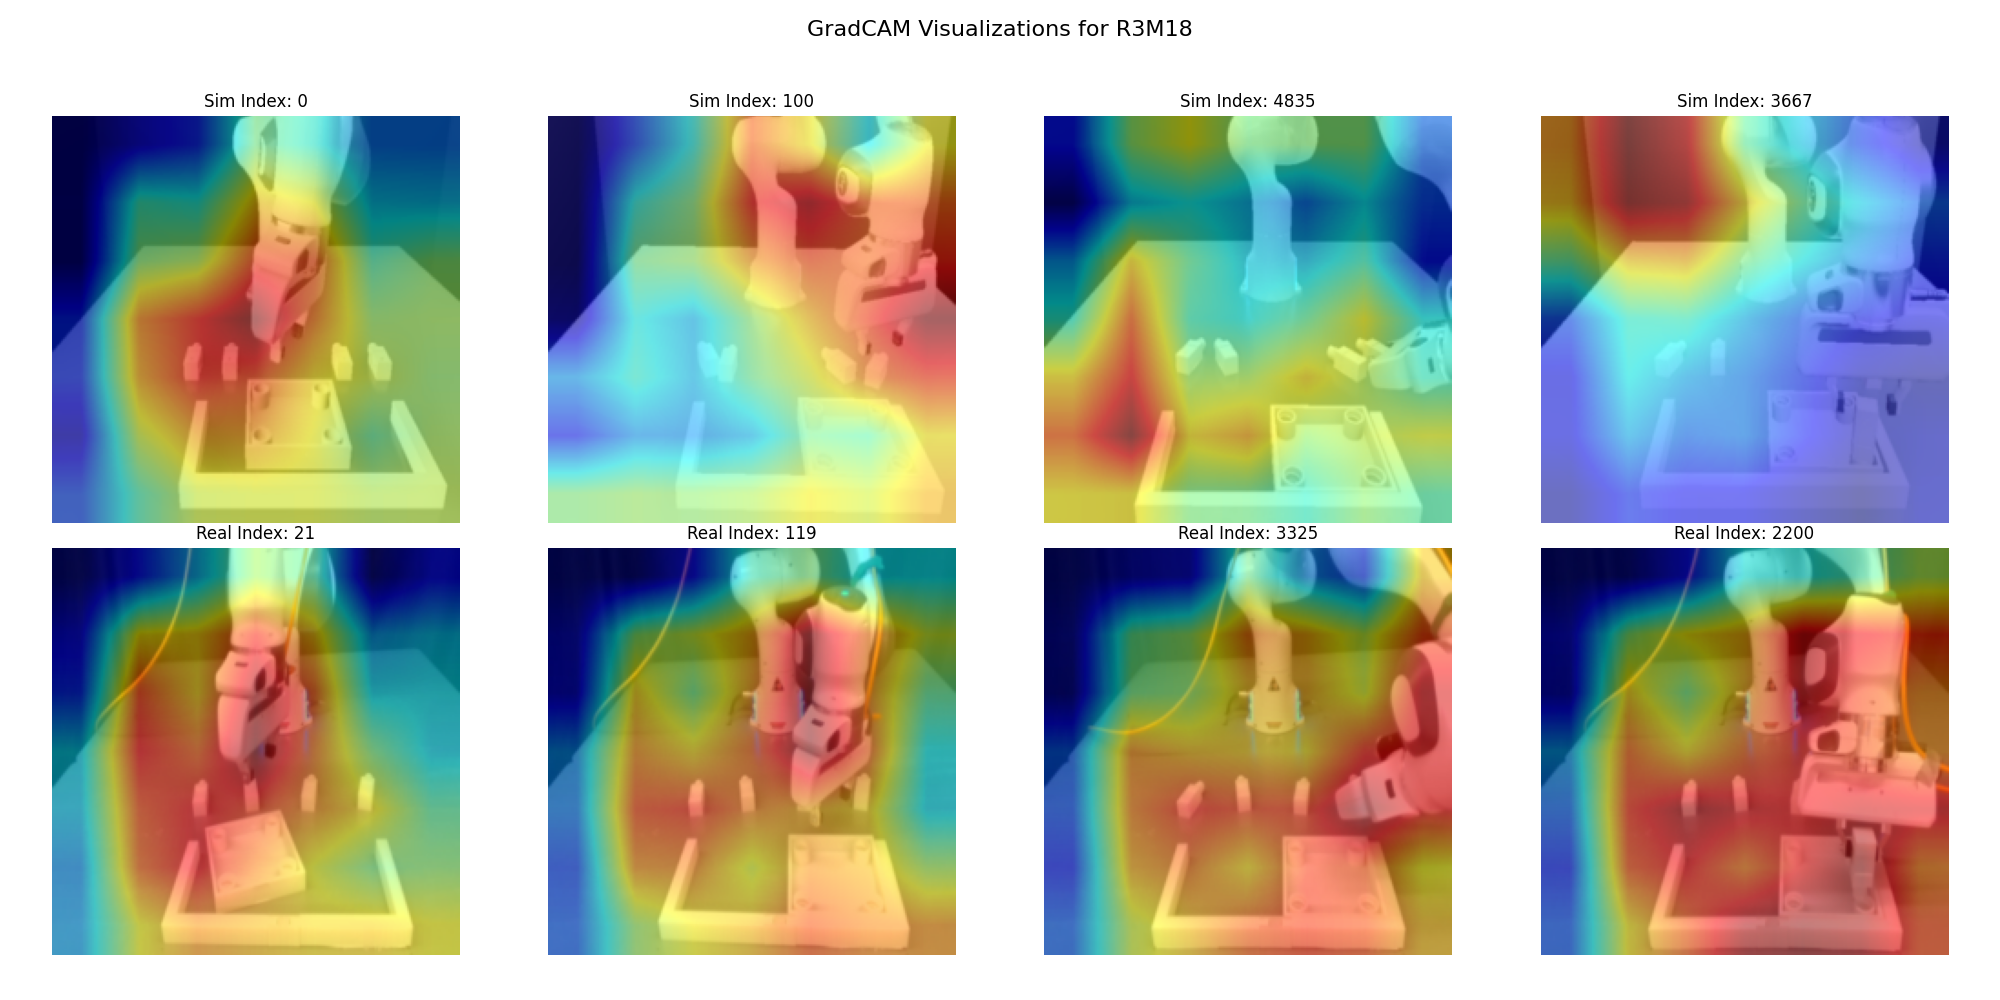 GradCAM Visualizations for R3M18
Sim Index: 0
Sim Index: 100
Sim Index: 4835
Sim Index: 3667
Real Index: 21
Real Index: 119
Real Index: 3325
Real Index: 2200